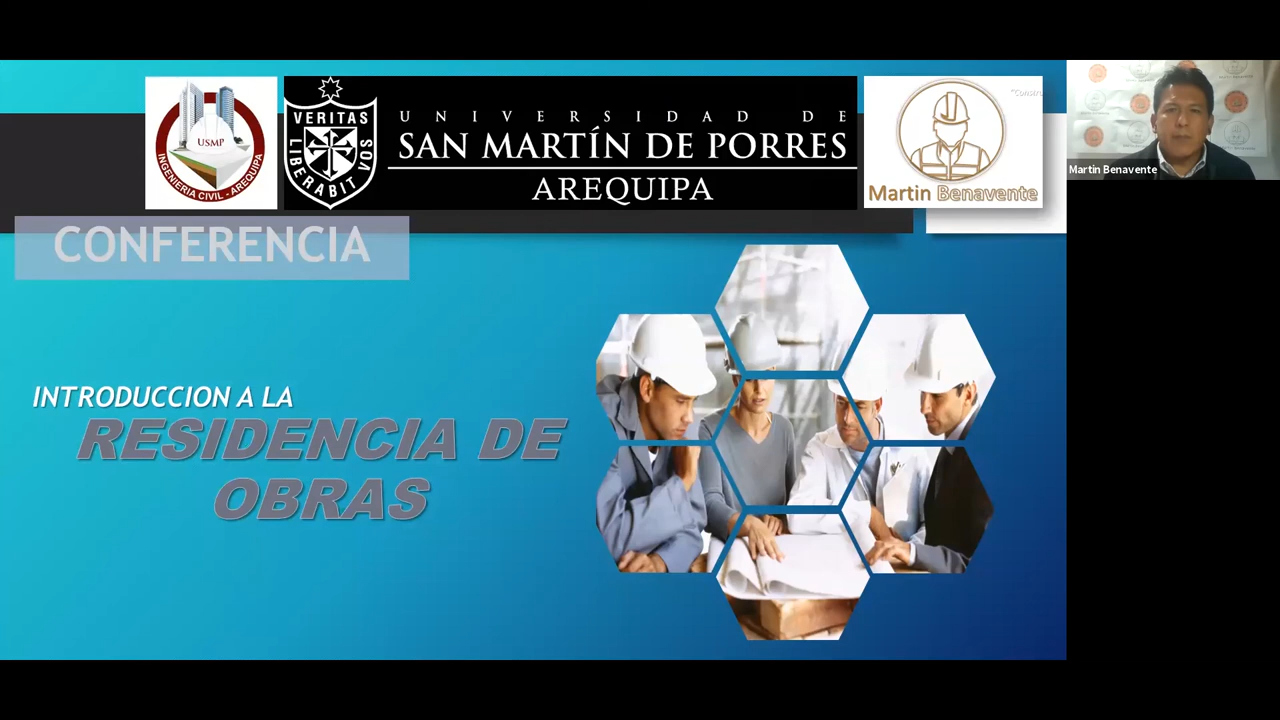 USMP
INGENIERIA CIVIL - AREQUIPA
VERITAS
LIBERABIT VOS
UNIVERSIDAD DE
SAN MARTÍN DE PORRES
AREQUIPA
Martin Benavente
Martin Benavente
CONFERENCIA
INTRODUCCION A LA
RESIDENCIA DE
OBRAS